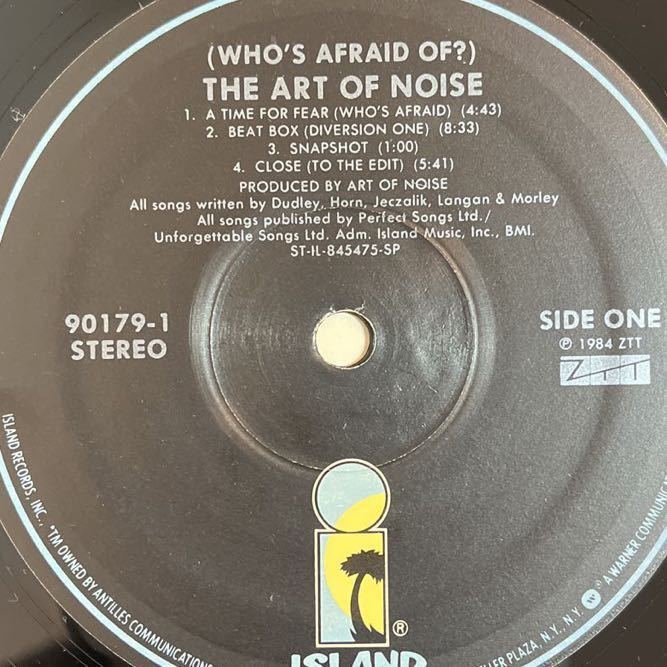 (WHO'S AFRAID OF?)
THE ART OF NOISE
1. A TIME FOR FEAR (WHO'S AFRAID) (4:43)
2. BEAT BOX (DIVERSION ONE) (8:33)
3. SNAPSHOT (1:00)
4. CLOSE (TO THE EDIT) (5:41)
PRODUCED BY ART OF NOISE
All songs written by Dudley, Horn, Jeczalik, Langan & Morley
All songs published by Perfect Songs Ltd./
Unforgettable Songs Ltd. Adm. Island Music, Inc., BMI.
ST-IL-845475-SP
90179-1
STEREO
SIDE ONE
℗ 1984 ZTT
ZTT
®
ISLAND
ISLAND RECORDS, INC., *TM OWNED BY ANTILLES COMMUNICATIONS
PLAZA, N.Y., N.Y. A WARNER